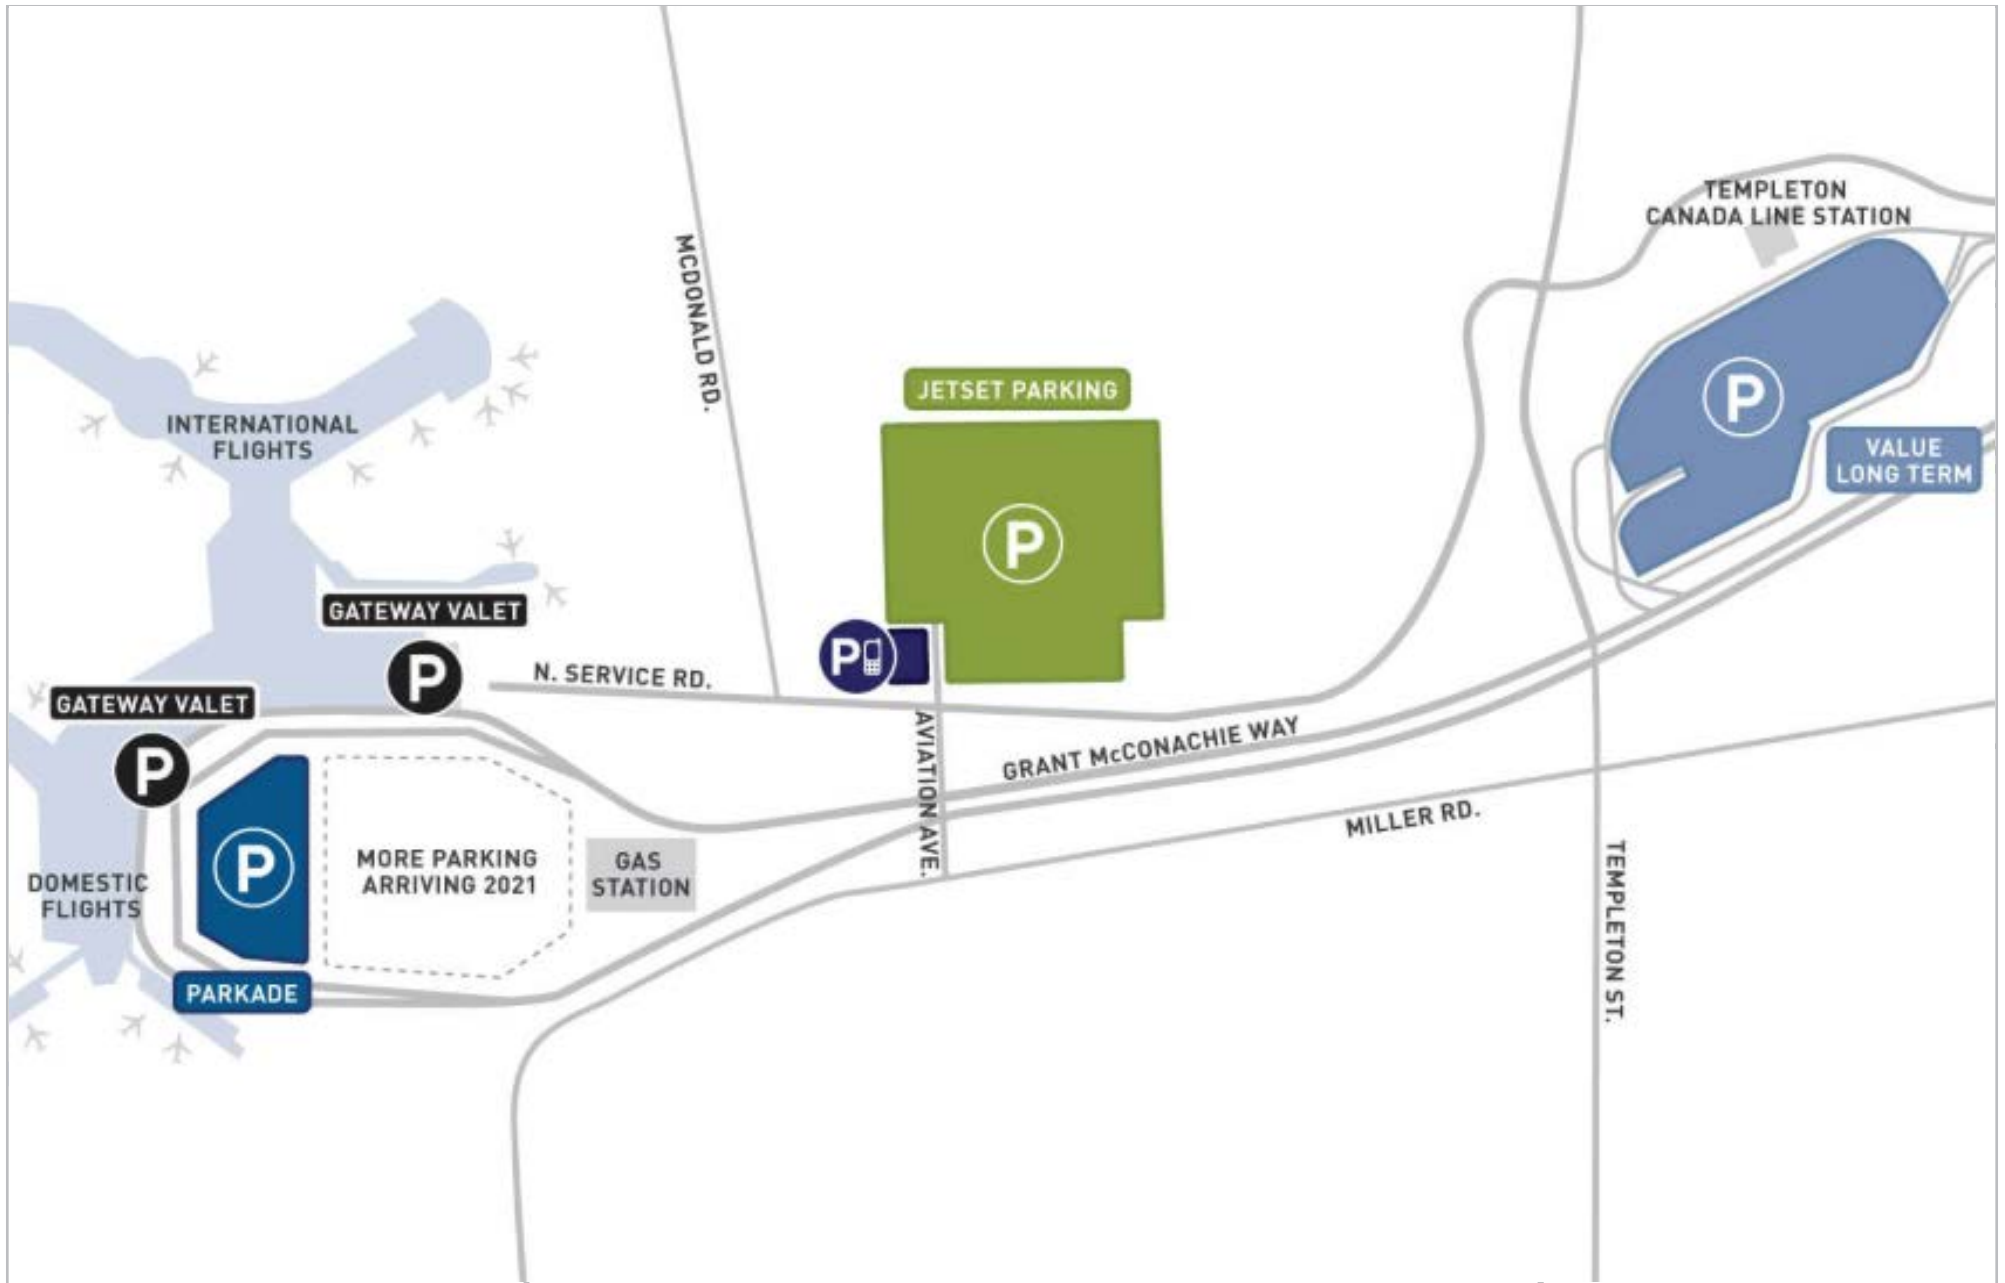 TEMPLETON
CANADA LINE STATION
MCDONALD RD.
JETSET PARKING
P
P
INTERNATIONAL
FLIGHTS
VALUE
LONG TERM
P
GATEWAY VALET
P
P
N. SERVICE RD.
GATEWAY VALET
P
AVIATION AVE.
GRANT McCONACHIE WAY
MILLER RD.
P
MORE PARKING
ARRIVING 2021
GAS
STATION
DOMESTIC
FLIGHTS
TEMPLETON ST.
PARKADE